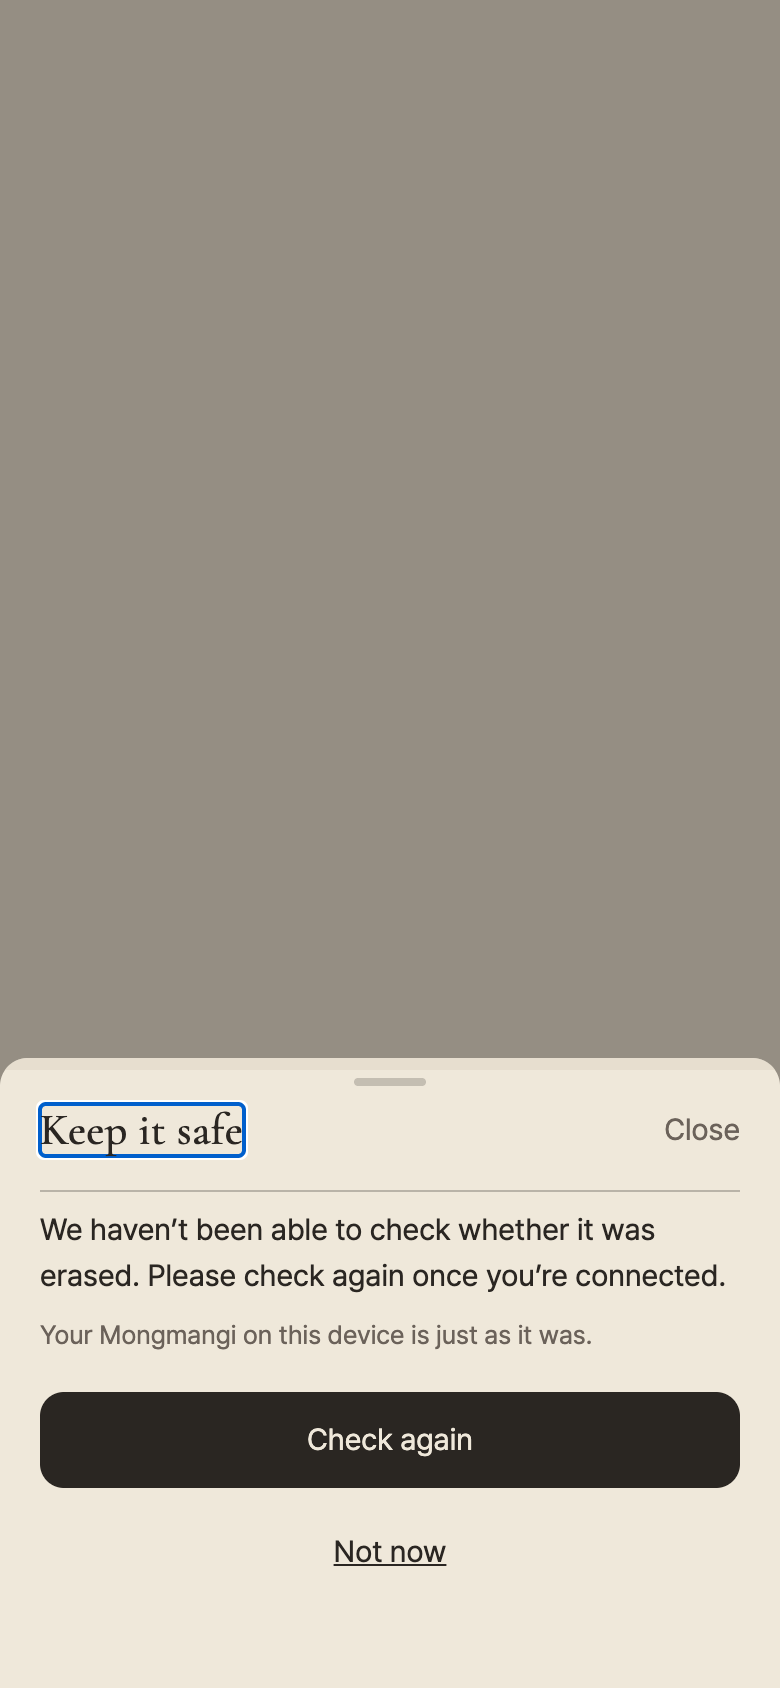 Keep it safe
Close
We haven’t been able to check whether it was
erased. Please check again once you’re connected.
Your Mongmangi on this device is just as it was.
Check again
Not now